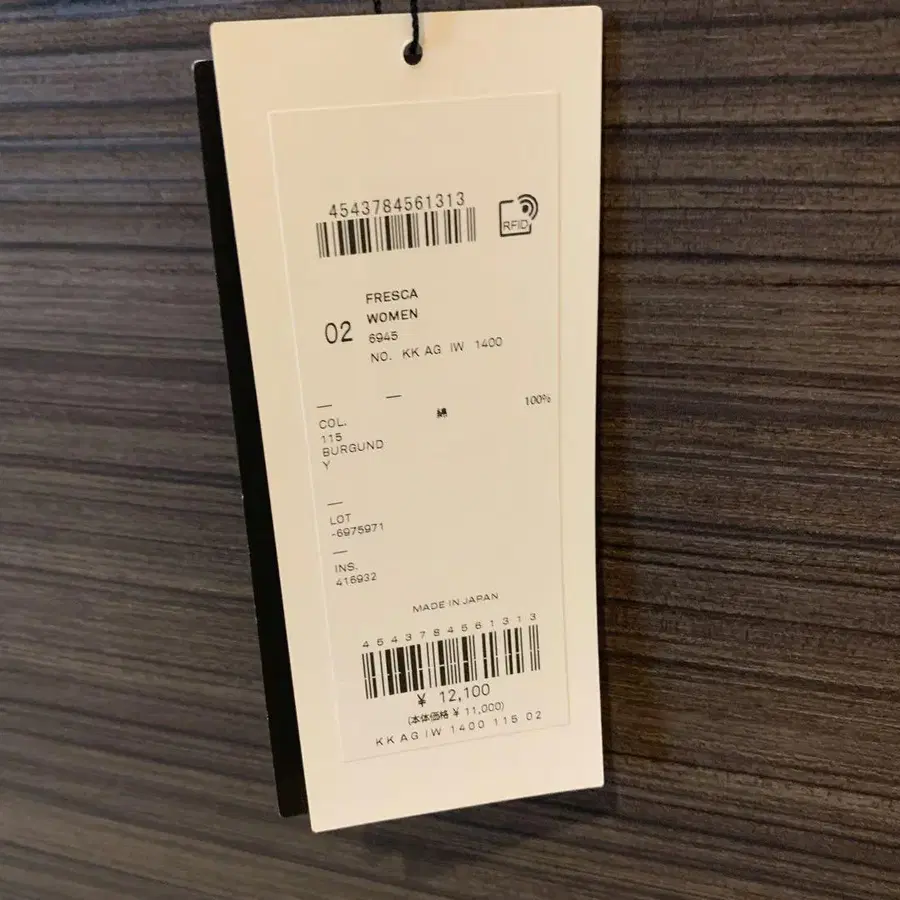 4543784561313
RFID
FRESCA
WOMEN
02
6945
NO. KK AG IW 1400
COL.
115
BURGUND
Y
綿 100%
LOT
-6975971
INS.
416932
MADE IN JAPAN
4543784561313
¥ 12,100
(本体価格 ¥ 11,000)
KK AG IW 1400 115 02